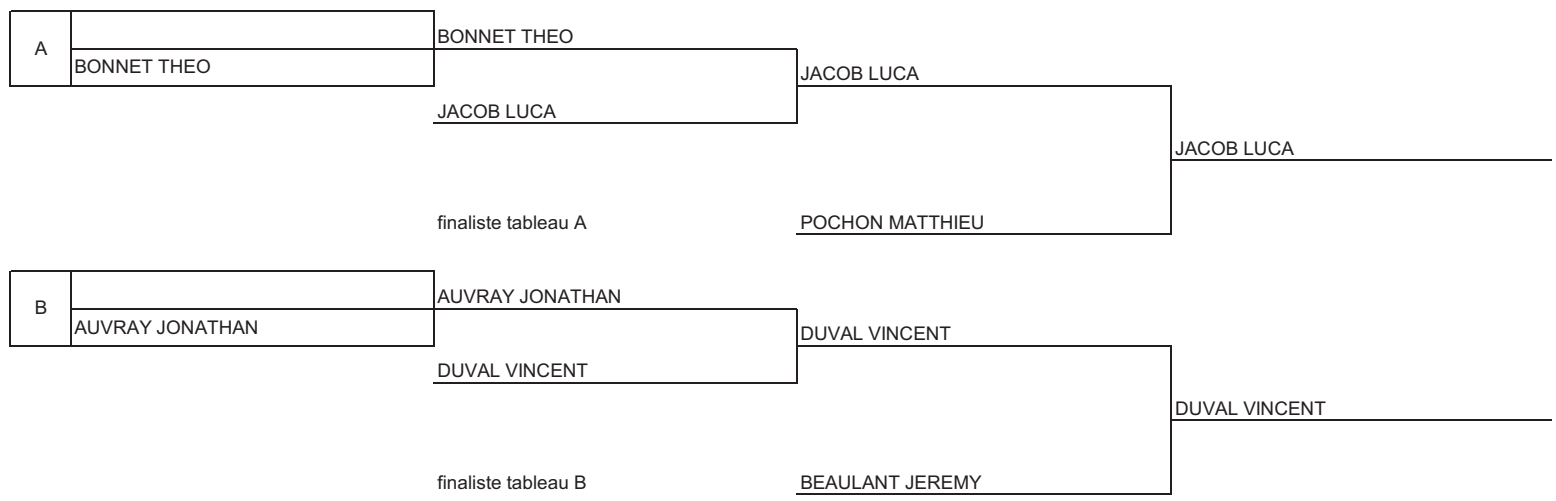 A
BONNET THEO
BONNET THEO
JACOB LUCA
JACOB LUCA
JACOB LUCA
finaliste tableau A
POCHON MATTHIEU
B
AUVRAY JONATHAN
AUVRAY JONATHAN
DUVAL VINCENT
DUVAL VINCENT
DUVAL VINCENT
finaliste tableau B
BEAULANT JEREMY